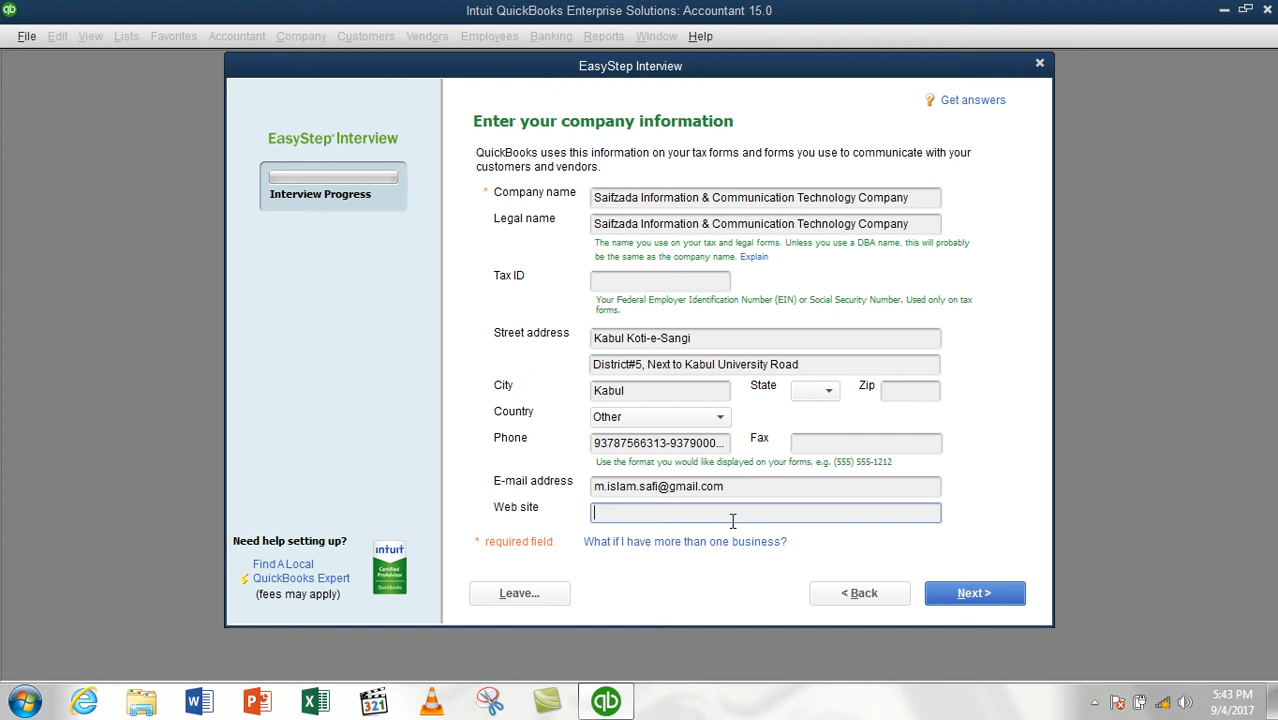 Intuit QuickBooks Enterprise Solutions: Accountant 15.0
File Edit View Lists Favorites Accountant Company Customers Vendors Employees Banking Reports Window Help
EasyStep Interview
Get answers
EasyStep Interview
Interview Progress
Enter your company information
QuickBooks uses this information on your tax forms and forms you use to communicate with your
customers and vendors.
* Company name Saifzada Information & Communication Technology Company
Legal name Saifzada Information & Communication Technology Company
The name you use on your tax and legal forms. Unless you use a DBA name, this will probably
be the same as the company name. Explain
Tax ID
Your Federal Employer Identification Number (EIN) or Social Security Number. Used only on tax
forms.
Street address Kabul Koti-e-Sangi
District#5, Next to Kabul University Road
City Kabul State Zip
Country Other
Phone 93787566313-9379000... Fax
Use the format you would like displayed on your forms, e.g. (555) 555-1212
E-mail address m.islam.safi@gmail.com
Web site
* required field What if I have more than one business?
Need help setting up?
Find A Local
QuickBooks Expert
(fees may apply)
intuit
Certified
ProAdvisor
QuickBooks
Leave... < Back Next >
321
5:43 PM
9/4/2017